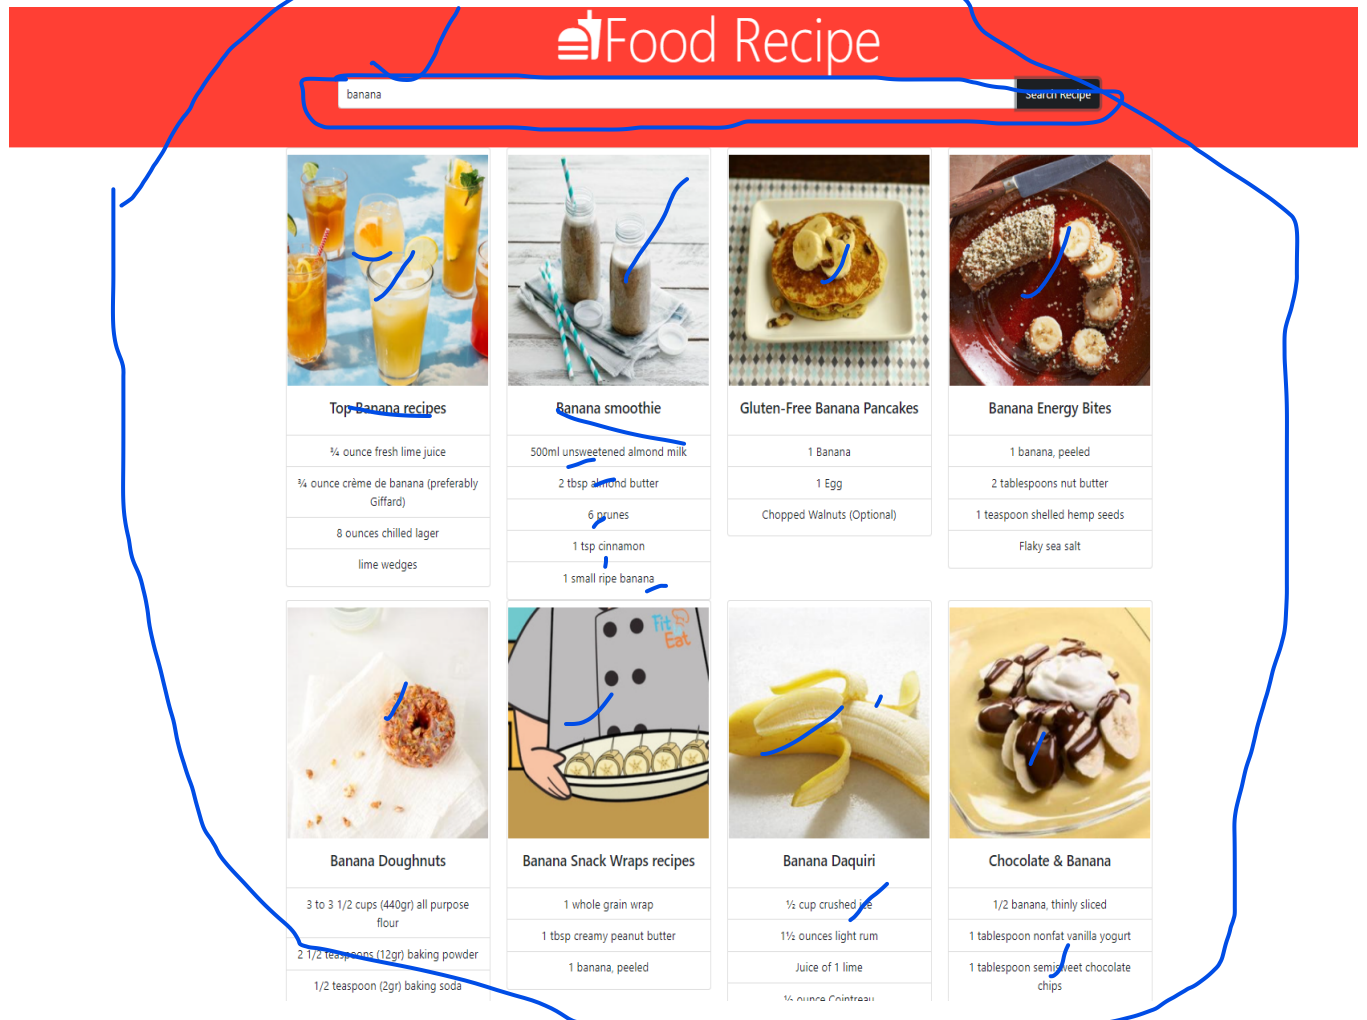 Food Recipe
banana
Search Recipe
Top Banana recipes
¾ ounce fresh lime juice
¾ ounce crème de banana (preferably
Giffard)
8 ounces chilled lager
lime wedges
Banana smoothie
500ml unsweetened almond milk
2 tbsp almond butter
6 prunes
1 tsp cinnamon
1 small ripe banana
Gluten-Free Banana Pancakes
1 Banana
1 Egg
Chopped Walnuts (Optional)
Banana Energy Bites
1 banana, peeled
2 tablespoons nut butter
1 teaspoon shelled hemp seeds
Flaky sea salt
Fit
Eat
Banana Doughnuts
3 to 3 1/2 cups (440gr) all purpose
flour
2 1/2 teaspoons (12gr) baking powder
1/2 teaspoon (2gr) baking soda
Banana Snack Wraps recipes
1 whole grain wrap
1 tbsp creamy peanut butter
1 banana, peeled
Banana Daquiri
½ cup crushed ice
1½ ounces light rum
Juice of 1 lime
½ ounce Cointreau
Chocolate & Banana
1/2 banana, thinly sliced
1 tablespoon nonfat vanilla yogurt
1 tablespoon semisweet chocolate
chips